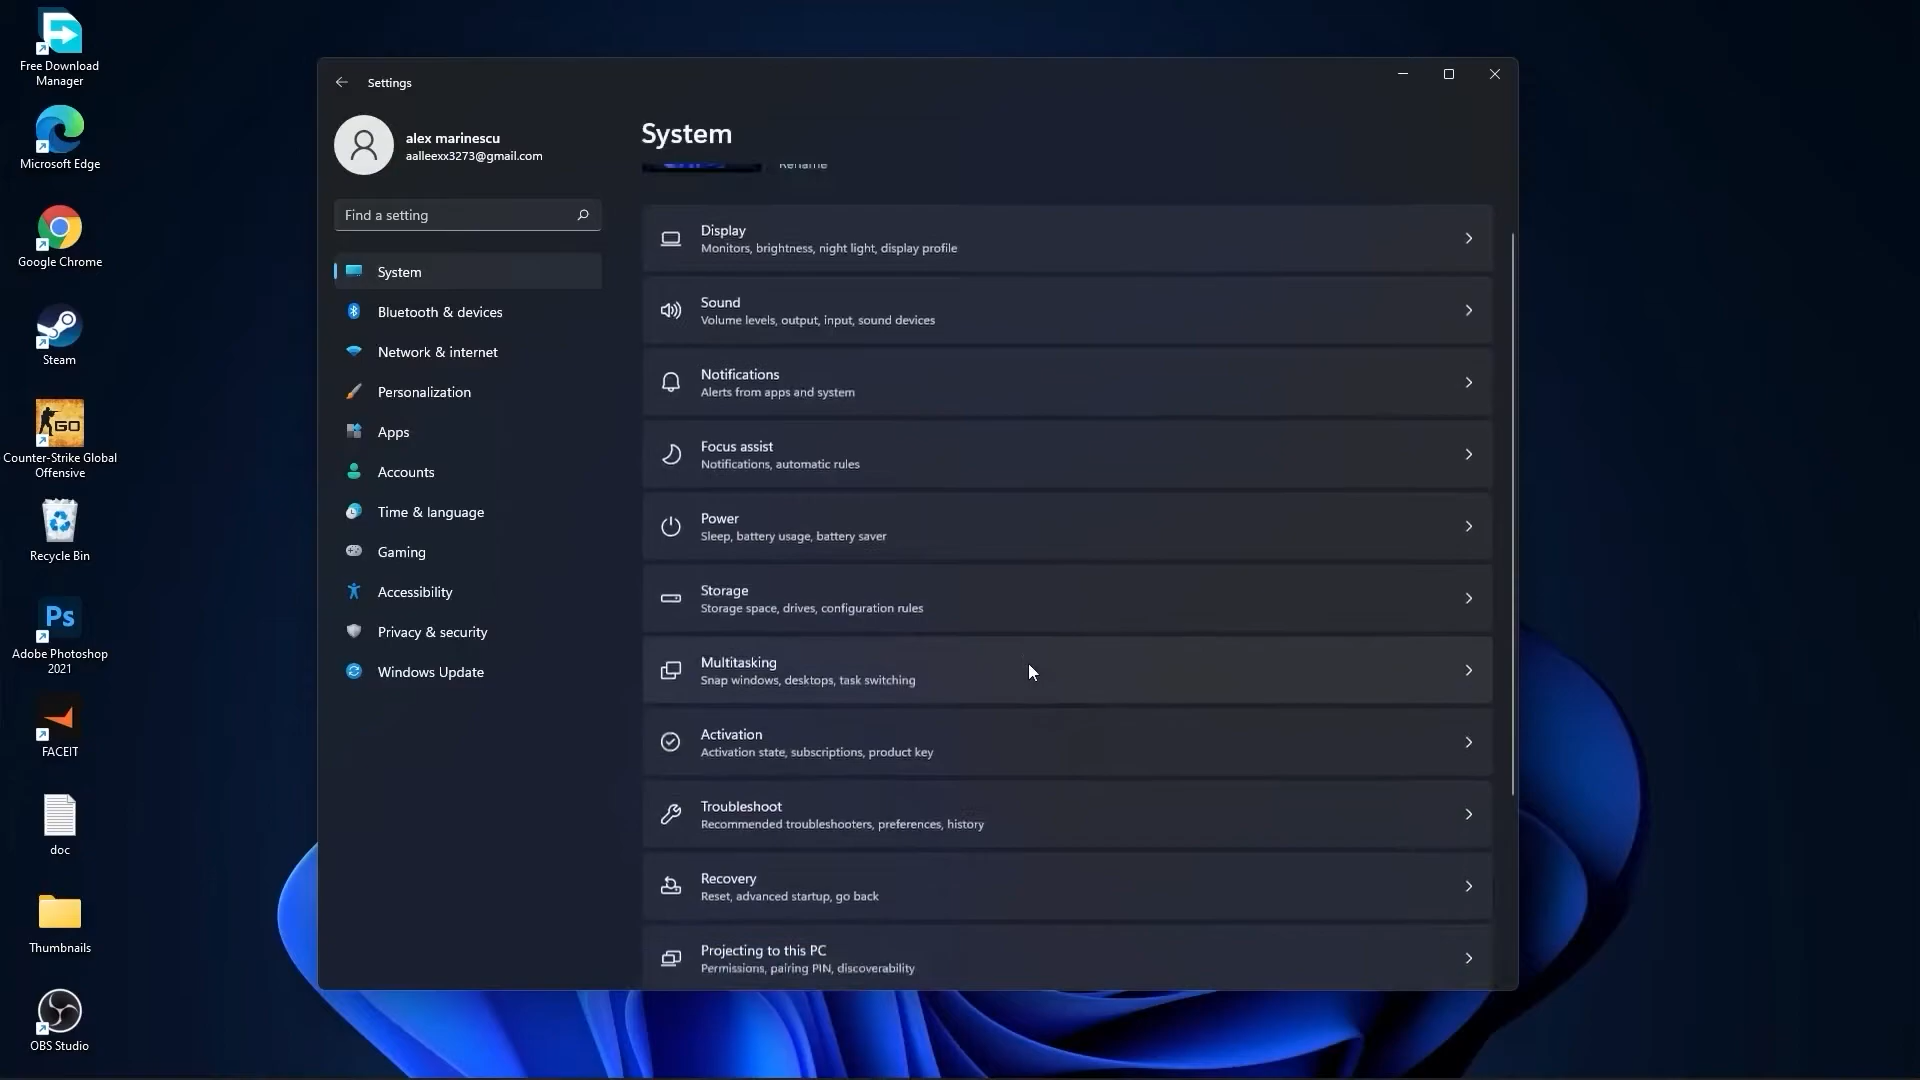 Free Download
Manager
Microsoft Edge
Google Chrome
Steam
GO
Counter-Strike Global
Offensive
Recycle Bin
Ps
Adobe Photoshop
2021
FACEIT
doc
Thumbnails
OBS Studio
Settings
alex marinescu
aalleexx3273@gmail.com
Find a setting
System
Bluetooth & devices
Network & internet
Personalization
Apps
Accounts
Time & language
Gaming
Accessibility
Privacy & security
Windows Update
System
Rename
Display
Monitors, brightness, night light, display profile
Sound
Volume levels, output, input, sound devices
Notifications
Alerts from apps and system
Focus assist
Notifications, automatic rules
Power
Sleep, battery usage, battery saver
Storage
Storage space, drives, configuration rules
Multitasking
Snap windows, desktops, task switching
Activation
Activation state, subscriptions, product key
Troubleshoot
Recommended troubleshooters, preferences, history
Recovery
Reset, advanced startup, go back
Projecting to this PC
Permissions, pairing PIN, discoverability